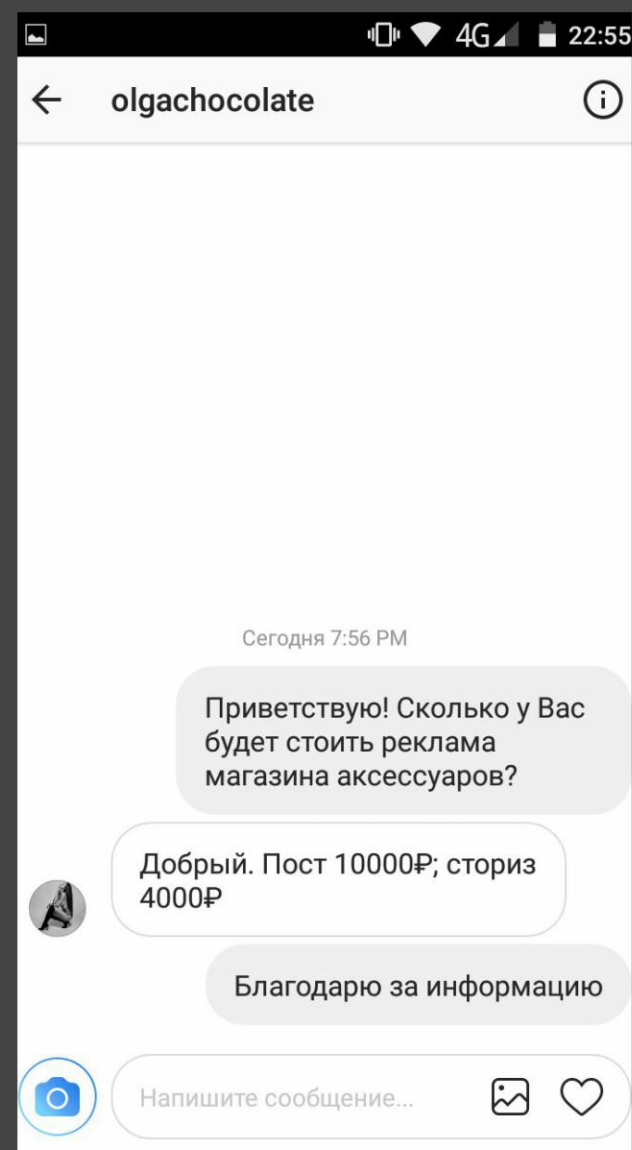 4G 22:55
olgachocolate
Сегодня 7:56 PM
Приветствую! Сколько у Вас
будет стоить реклама
магазина аксессуаров?
Добрый. Пост 10000₽; сториз
4000₽
Благодарю за информацию
Напишите сообщение...